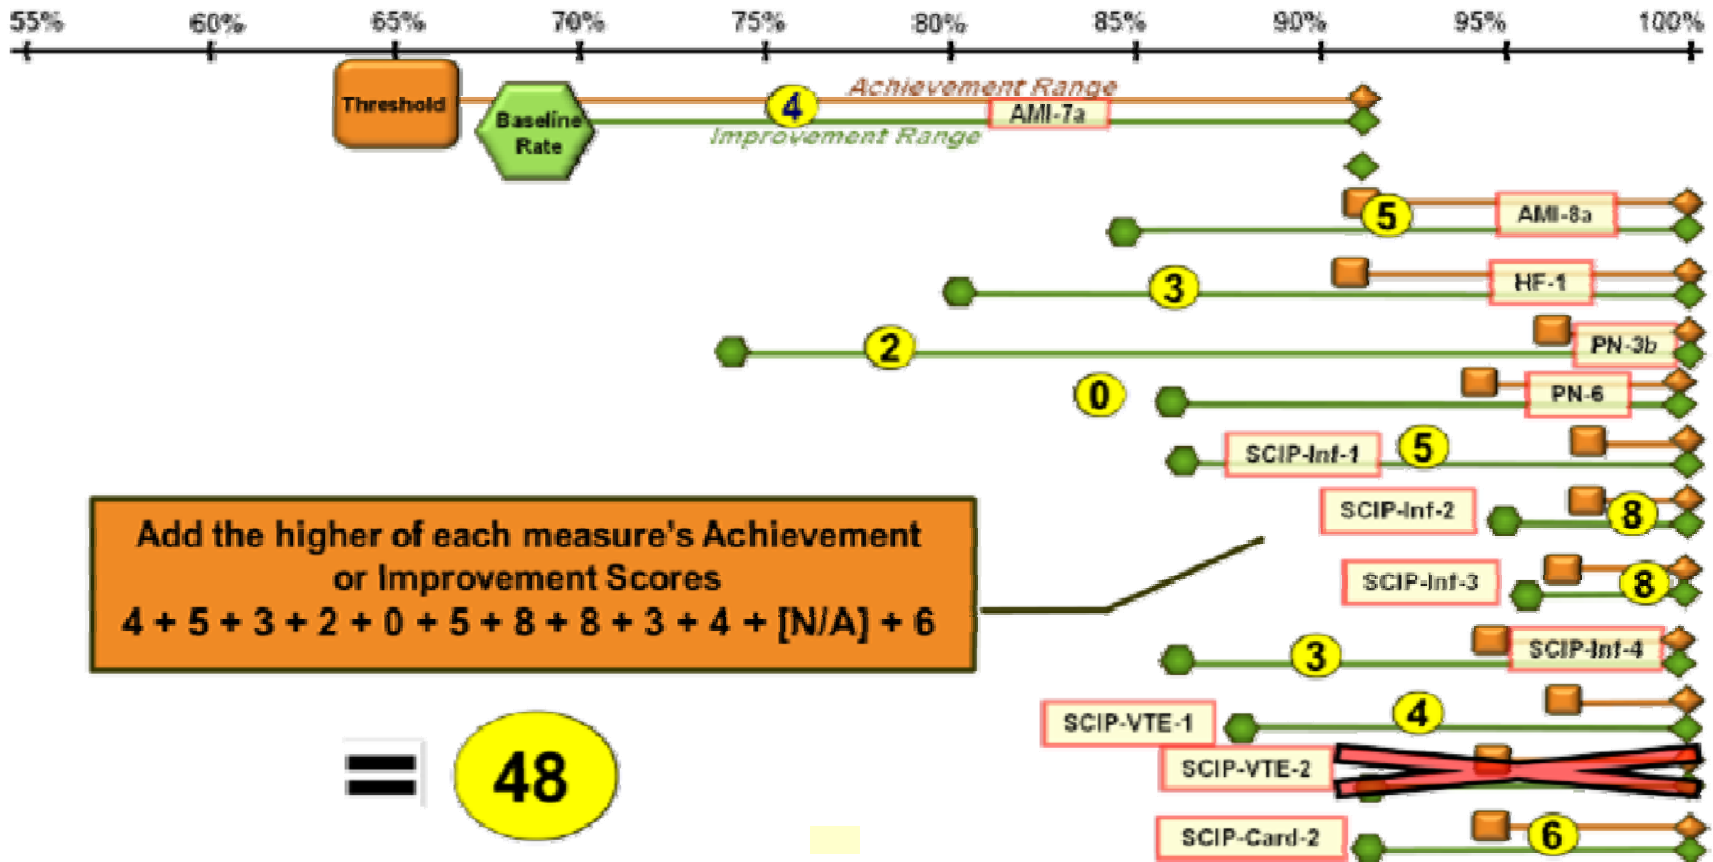 55% 60% 65% 70% 75% 80% 85% 90% 95% 100%
Threshold
Baseline
Rate
4
Achievement Range
AMI-7a
Improvement Range
5
AMI-8a
3
HF-1
2
PN-3b
0
PN-6
SCIP-Inf-1
5
SCIP-Inf-2
8
SCIP-Inf-3
8
3
SCIP-Inf-4
SCIP-VTE-1
4
SCIP-VTE-2
SCIP-Card-2
6
Add the higher of each measure's Achievement
or Improvement Scores
4 + 5 + 3 + 2 + 0 + 5 + 8 + 8 + 3 + 4 + [N/A] + 6
= 48